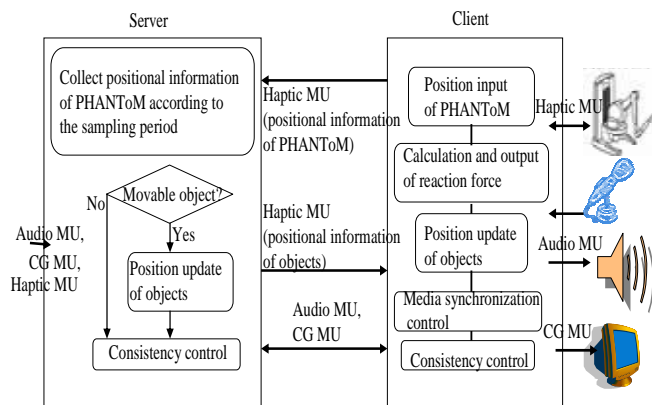 Server
Client
Collect positional information
of PHANToM according to
the sampling period
Haptic MU
(positional information
of PHANToM)
Position input
of PHANToM
Haptic MU
Calculation and output
of reaction force
Movable object?
No
Yes
Audio MU,
CG MU,
Haptic MU
Position update
of objects
Consistency control
Haptic MU
(positional information
of objects)
Audio MU,
CG MU
Position update
of objects
Media synchronization
control
Consistency control
Audio MU
CG MU